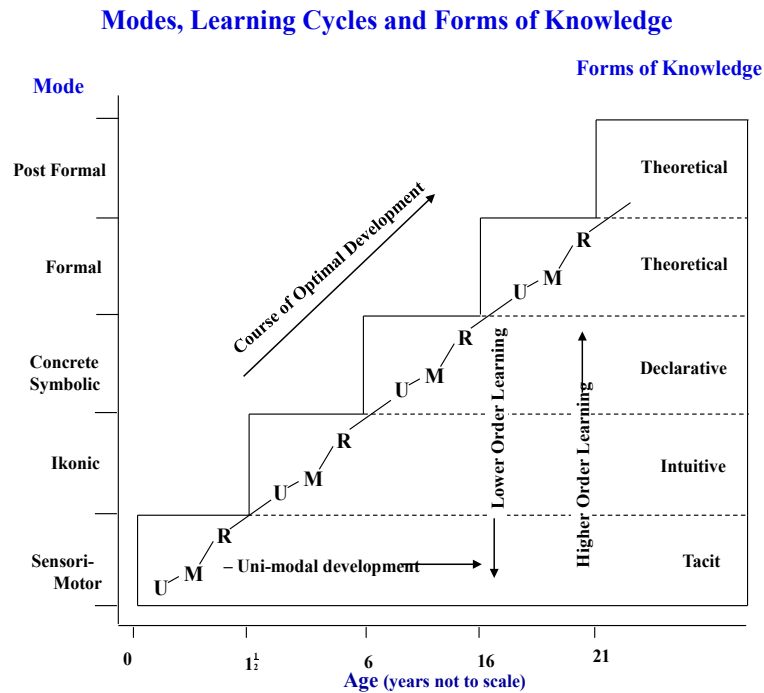 Modes, Learning Cycles and Forms of Knowledge
Forms of Knowledge
Mode
Post Formal
Theoretical
Course of Optimal Development
R
Formal
Theoretical
M
U
R
Concrete
Symbolic
M
Declarative
U
Lower Order Learning
Higher Order Learning
R
Ikonic
M
Intuitive
U
R
Sensori-
Motor
M
– Uni-modal development
Tacit
U
0
1½
6
16
21
Age (years not to scale)